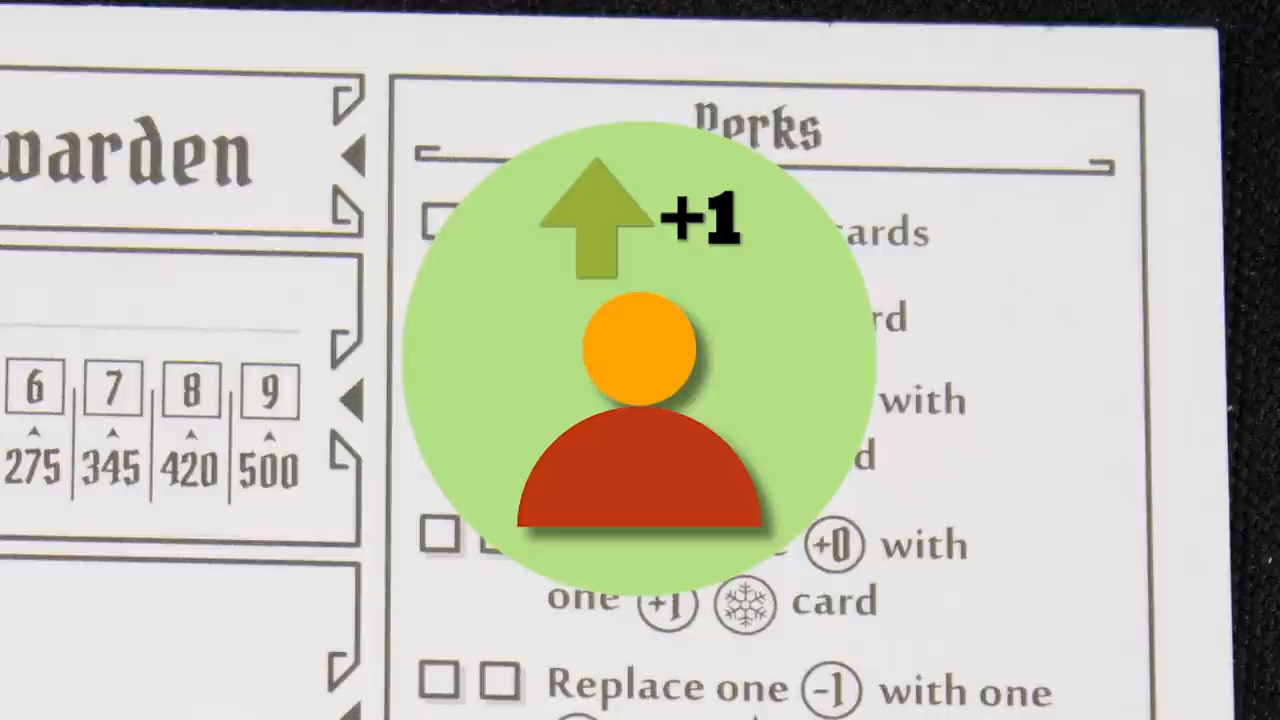 warden
6 7 8 9
275 345 420 500
Perks
+1
cards
with
+0 with
one +1 card
Replace one -1 with one